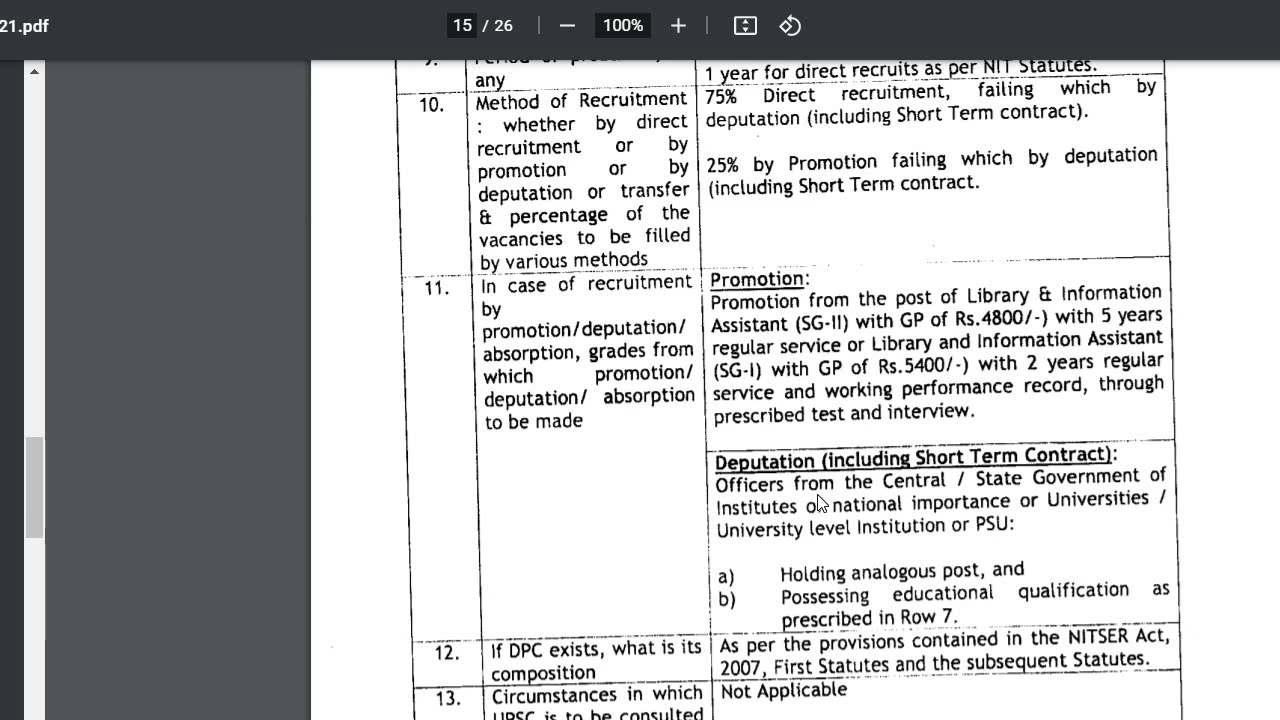 21.pdf
15 / 26
100%
any
1 year for direct recruits as per NIT Statutes.
10.
Method of Recruitment
: whether by direct
recruitment or by
promotion or by
deputation or transfer
& percentage of the
vacancies to be filled
by various methods
75% Direct recruitment, failing which by
deputation (including Short Term contract).
25% by Promotion failing which by deputation
(including Short Term contract.
11.
In case of recruitment
by
promotion/deputation/
absorption, grades from
which promotion/
deputation/ absorption
to be made
Promotion:
Promotion from the post of Library & Information
Assistant (SG-II) with GP of Rs.4800/-) with 5 years
regular service or Library and Information Assistant
(SG-I) with GP of Rs.5400/-) with 2 years regular
service and working performance record, through
prescribed test and interview.
Deputation (including Short Term Contract):
Officers from the Central / State Government of
Institutes national importance or Universities /
University level Institution or PSU:
a) Holding analogous post, and
b) Possessing educational qualification as
prescribed in Row 7.
12.
If DPC exists, what is its
composition
As per the provisions contained in the NITSER Act,
2007, First Statutes and the subsequent Statutes.
13.
Circumstances in which
UPSC is to be consulted
Not Applicable